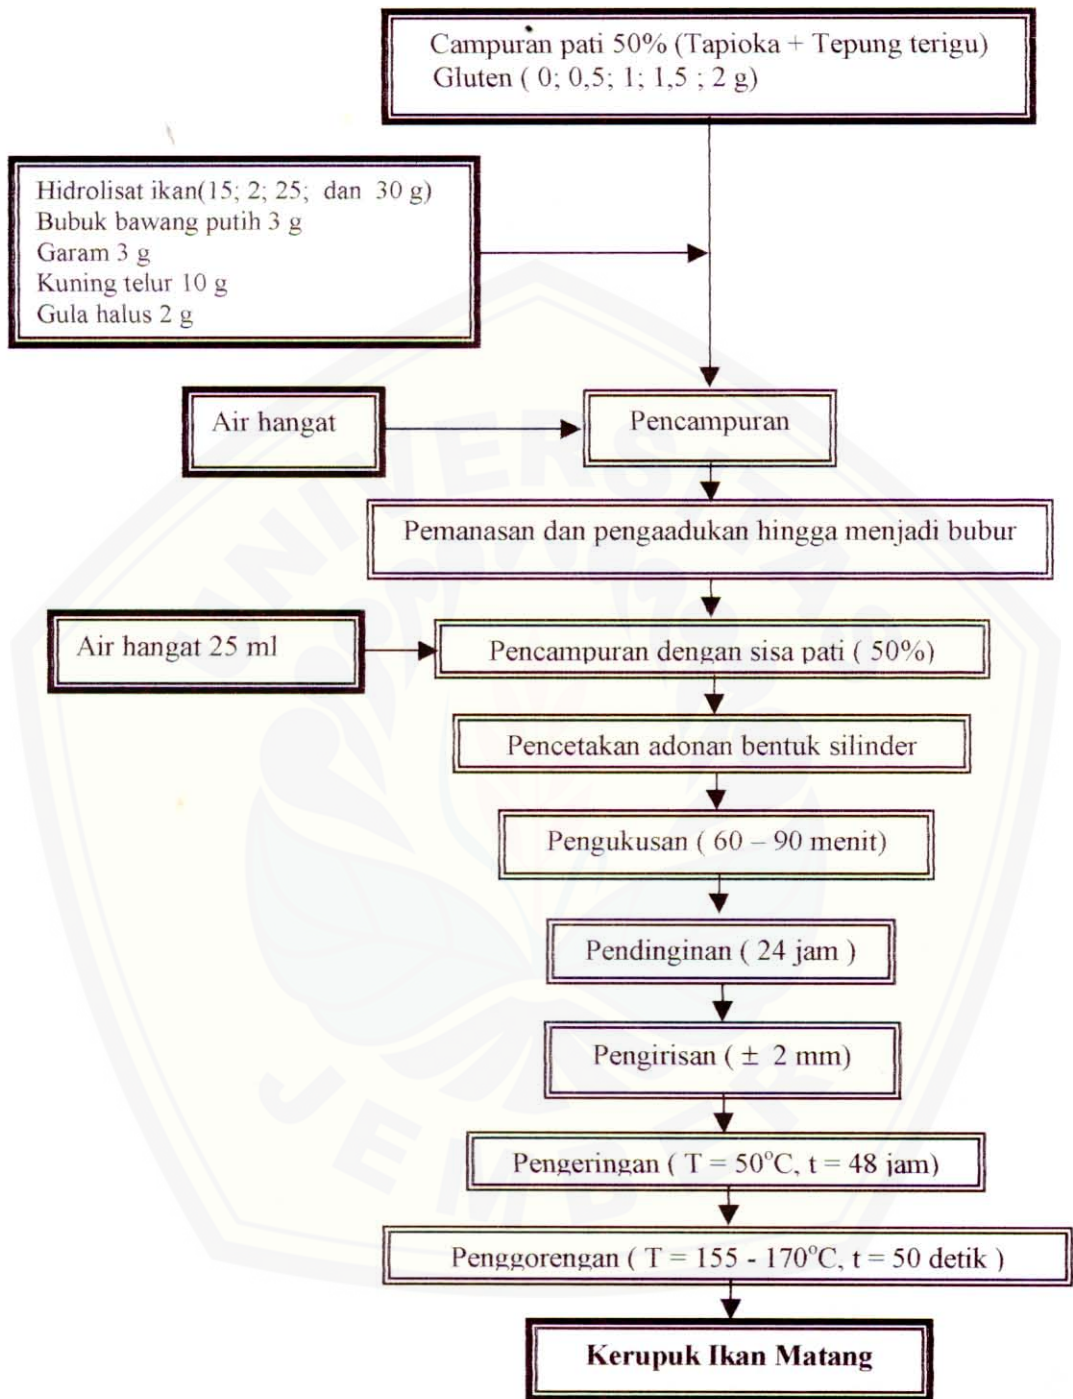 Campuran pati 50% (Tapioka + Tepung terigu)
Gluten ( 0; 0,5; 1; 1,5 ; 2 g)
Hidrolisat ikan(15; 2; 25; dan 30 g)
Bubuk bawang putih 3 g
Garam 3 g
Kuning telur 10 g
Gula halus 2 g
Air hangat
Pencampuran
Pemanasan dan pengaadukan hingga menjadi bubur
Air hangat 25 ml
Pencampuran dengan sisa pati ( 50%)
Pencetakan adonan bentuk silinder
Pengukusan ( 60 – 90 menit)
Pendinginan ( 24 jam )
Pengirisan ( ± 2 mm)
Pengeringan ( T = 50°C, t = 48 jam)
Penggorengan ( T = 155 - 170°C, t = 50 detik )
Kerupuk Ikan Matang
UNIVERSITAS
JEMBER